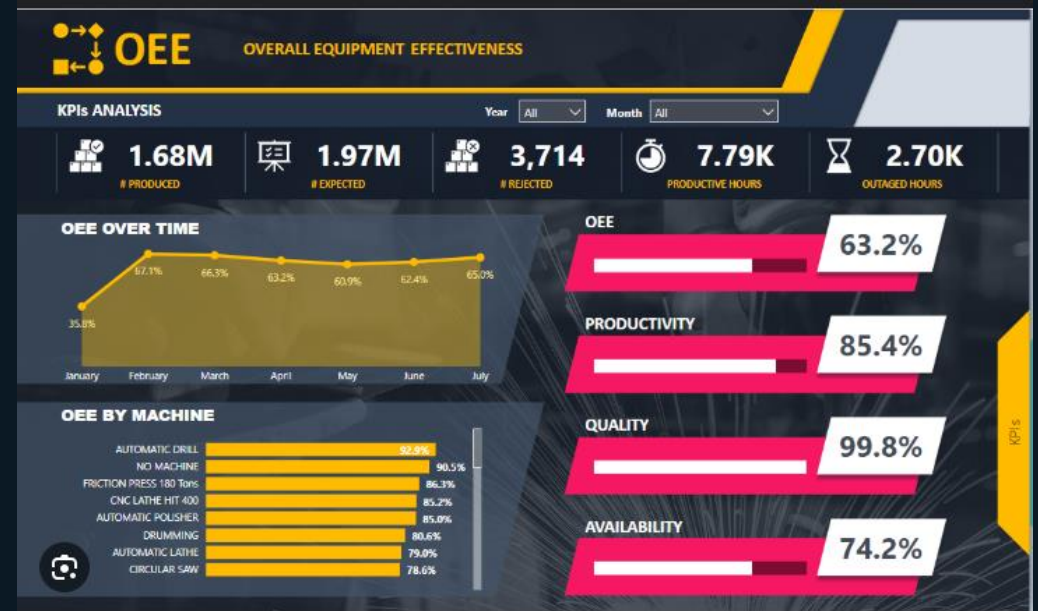 OEE
OVERALL EQUIPMENT EFFECTIVENESS
KPIs ANALYSIS
Year All
Month All
1.68M
# PRODUCED
1.97M
# EXPECTED
3,714
# REJECTED
7.79K
PRODUCTIVE HOURS
2.70K
OUTAGED HOURS
OEE OVER TIME
35.8%
67.1%
66.3%
63.2%
60.9%
62.4%
65.0%
January
February
March
April
May
June
July
OEE BY MACHINE
AUTOMATIC DRILL 92.9%
NO MACHINE 90.5%
FRICTION PRESS 180 Tons 86.3%
CNC LATHE HIT 400 85.2%
AUTOMATIC POLISHER 85.0%
DRUMMING 80.6%
AUTOMATIC LATHE 79.0%
CIRCULAR SAW 78.6%
OEE
63.2%
PRODUCTIVITY
85.4%
QUALITY
99.8%
AVAILABILITY
74.2%
KPIs